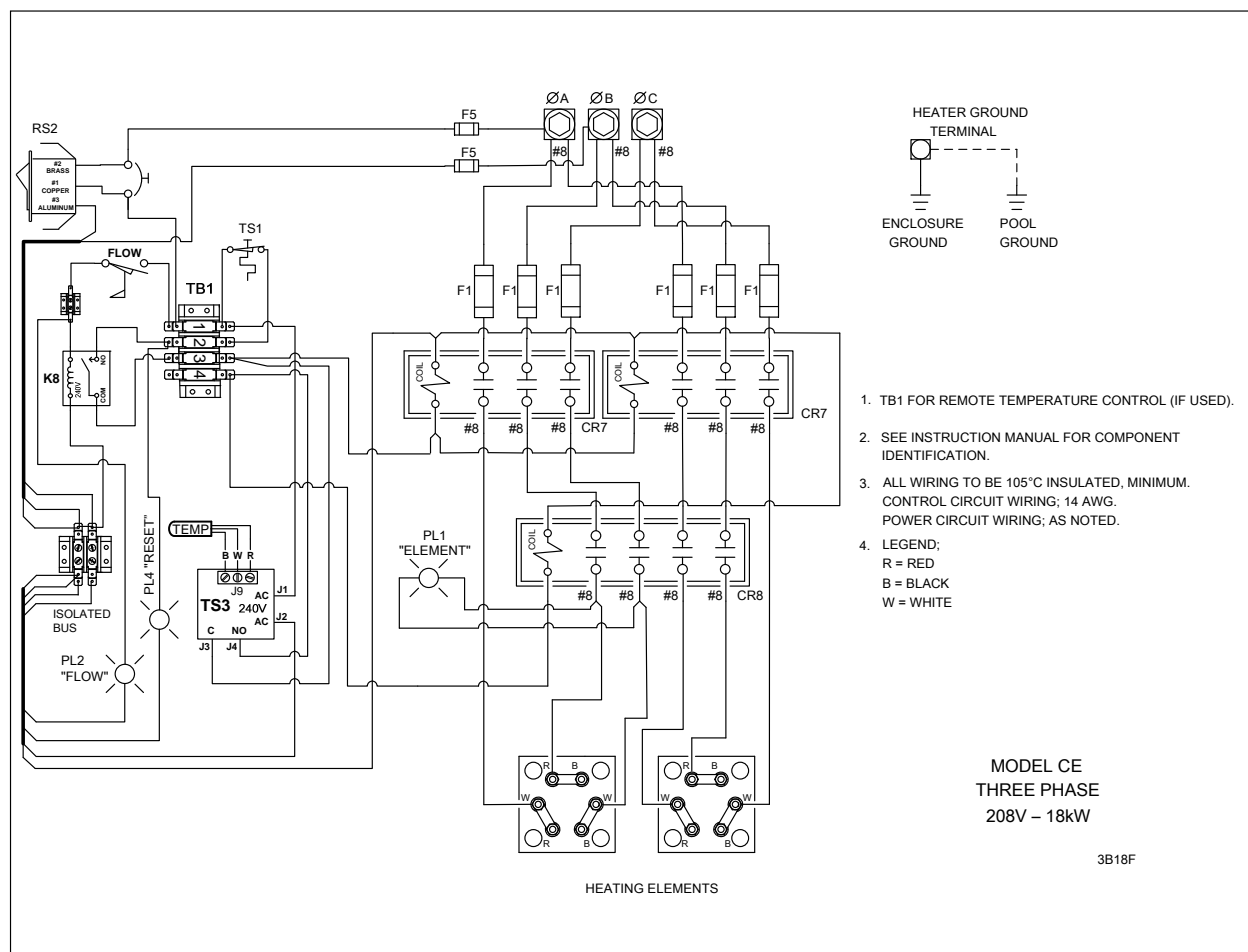 ØA ØB ØC
F5
#8 #8 #8
F5
RS2
#2
BRASS
#1
COPPER
#3
ALUMINUM
HEATER GROUND
TERMINAL
ENCLOSURE
GROUND
POOL
GROUND
FLOW
TS1
TB1
1
2
3
4
F1 F1 F1 F1 F1 F1
K8
240V
NO
COM
COIL
COIL
#8 #8 CR7 #8 #8 CR7
1. TB1 FOR REMOTE TEMPERATURE CONTROL (IF USED).
2. SEE INSTRUCTION MANUAL FOR COMPONENT
IDENTIFICATION.
3. ALL WIRING TO BE 105°C INSULATED, MINIMUM.
CONTROL CIRCUIT WIRING; 14 AWG.
POWER CIRCUIT WIRING; AS NOTED.
4. LEGEND;
R = RED
B = BLACK
W = WHITE
ISOLATED
BUS
PL4 "RESET"
PL2
"FLOW"
TEMP
B W R
J9
TS3 240V
AC J1
AC J2
C NO
J3 J4
PL1
"ELEMENT"
COIL
#8 #8 #8 #8 CR8
R B
W W
R B
R B
W W
R B
HEATING ELEMENTS
MODEL CE
THREE PHASE
208V – 18kW
3B18F